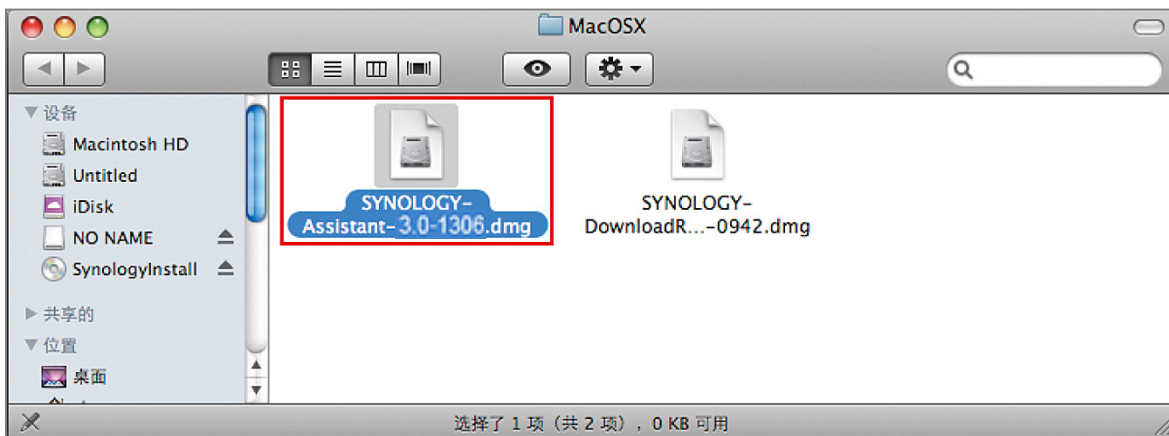 MacOSX
设备
Macintosh HD
Untitled
iDisk
NO NAME
SynologyInstall
共享的
位置
桌面
SYNOLOGY-
Assistant-3.0-1306.dmg
SYNOLOGY-
DownloadR...-0942.dmg
选择了 1 项（共 2 项），0 KB 可用